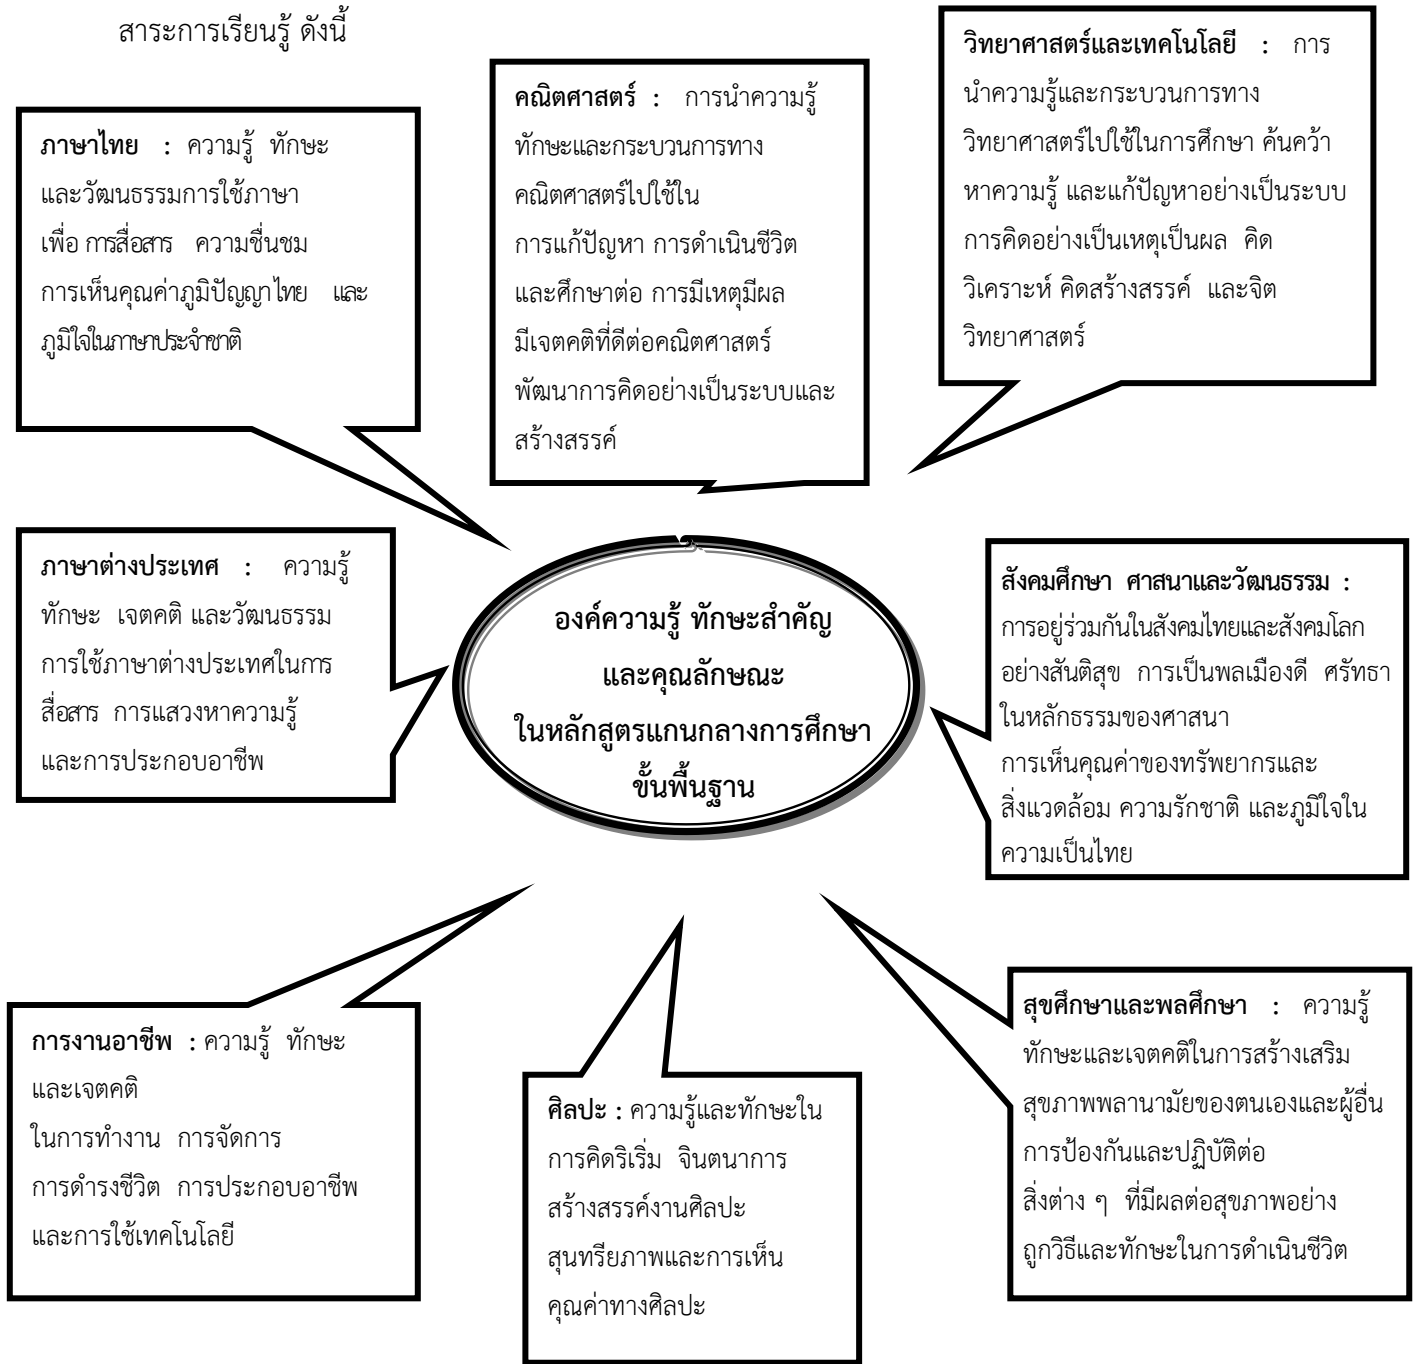 สาระการเรียนรู้ ดังนี้
ภาษาไทย : ความรู้ ทักษะ
และวัฒนธรรมการใช้ภาษา
เพื่อ การสื่อสาร ความชื่นชม
การเห็นคุณค่าภูมิปัญญาไทย และ
ภูมิใจในภาษาประจำชาติ
คณิตศาสตร์ : การนำความรู้
ทักษะและกระบวนการทาง
คณิตศาสตร์ไปใช้ใน
การแก้ปัญหา การดำเนินชีวิต
และศึกษาต่อ การมีเหตุมีผล
มีเจตคติที่ดีต่อคณิตศาสตร์
พัฒนาการคิดอย่างเป็นระบบและ
สร้างสรรค์
วิทยาศาสตร์และเทคโนโลยี : การ
นำความรู้และกระบวนการทาง
วิทยาศาสตร์ไปใช้ในการศึกษา ค้นคว้า
หาความรู้ และแก้ปัญหาอย่างเป็นระบบ
การคิดอย่างเป็นเหตุเป็นผล คิด
วิเคราะห์ คิดสร้างสรรค์ และจิต
วิทยาศาสตร์
ภาษาต่างประเทศ : ความรู้
ทักษะ เจตคติ และวัฒนธรรม
การใช้ภาษาต่างประเทศในการ
สื่อสาร การแสวงหาความรู้
และการประกอบอาชีพ
องค์ความรู้ ทักษะสำคัญ
และคุณลักษณะ
ในหลักสูตรแกนกลางการศึกษา
ขั้นพื้นฐาน
สังคมศึกษา ศาสนาและวัฒนธรรม :
การอยู่ร่วมกันในสังคมไทยและสังคมโลก
อย่างสันติสุข การเป็นพลเมืองดี ศรัทธา
ในหลักธรรมของศาสนา
การเห็นคุณค่าของทรัพยากรและ
สิ่งแวดล้อม ความรักชาติ และภูมิใจใน
ความเป็นไทย
การงานอาชีพ : ความรู้ ทักษะ
และเจตคติ
ในการทำงาน การจัดการ
การดำรงชีวิต การประกอบอาชีพ
และการใช้เทคโนโลยี
ศิลปะ : ความรู้และทักษะใน
การคิดริเริ่ม จินตนาการ
สร้างสรรค์งานศิลปะ
สุนทรียภาพและการเห็น
คุณค่าทางศิลปะ
สุขศึกษาและพลศึกษา : ความรู้
ทักษะและเจตคติในการสร้างเสริม
สุขภาพพลานามัยของตนเองและผู้อื่น
การป้องกันและปฏิบัติต่อ
สิ่งต่าง ๆ ที่มีผลต่อสุขภาพอย่าง
ถูกวิธีและทักษะในการดำเนินชีวิต